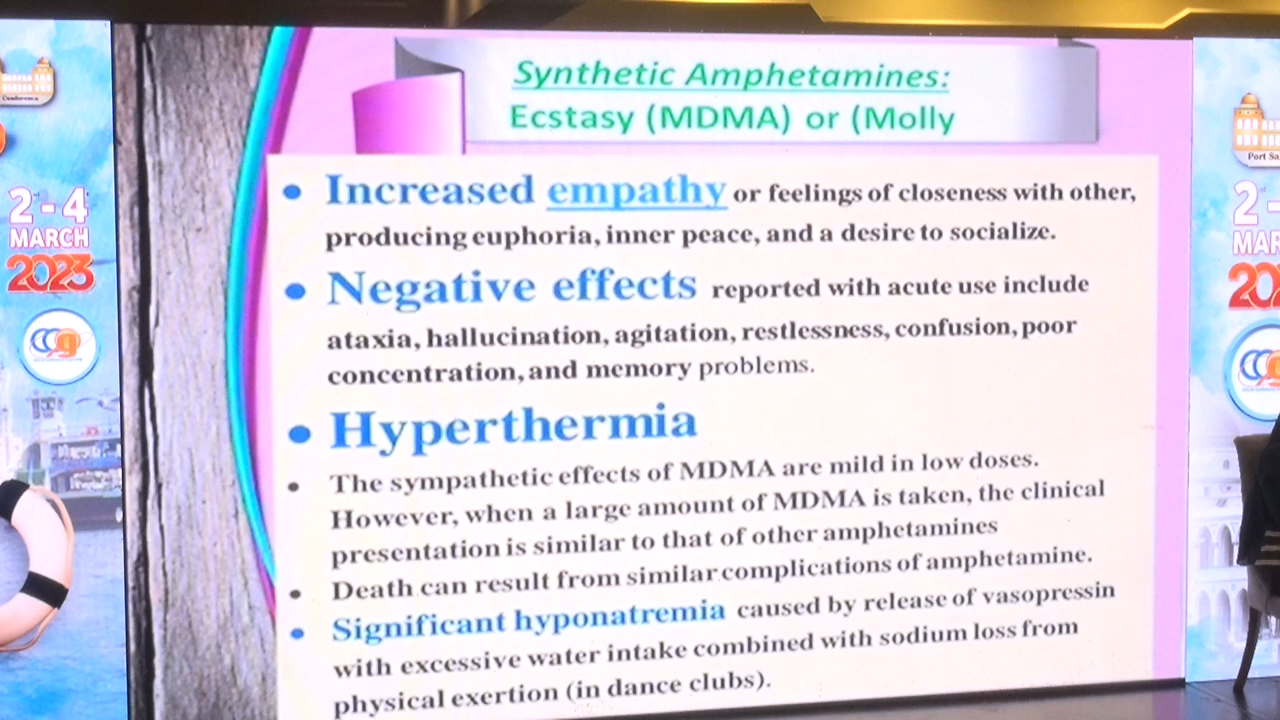 Synthetic Amphetamines:
Ecstasy (MDMA) or (Molly
Increased empathy or feelings of closeness with other,
producing euphoria, inner peace, and a desire to socialize.
Negative effects reported with acute use include
ataxia, hallucination, agitation, restlessness, confusion, poor
concentration, and memory problems.
Hyperthermia
The sympathetic effects of MDMA are mild in low doses.
However, when a large amount of MDMA is taken, the clinical
presentation is similar to that of other amphetamines
Death can result from similar complications of amphetamine.
Significant hyponatremia caused by release of vasopressin
with excessive water intake combined with sodium loss from
physical exertion (in dance clubs).
Conference
2nd - 4
MARCH
2023
Port Sa
2nd -
MAR
202